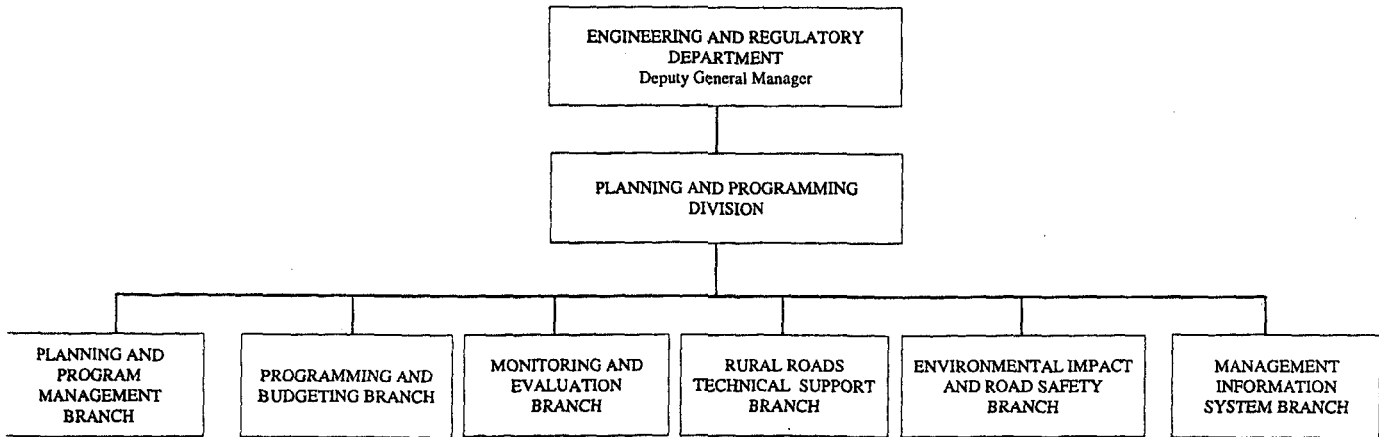 ENGINEERING AND REGULATORY
DEPARTMENT
Deputy General Manager
PLANNING AND PROGRAMMING
DIVISION
PLANNING AND
PROGRAM
MANAGEMENT
BRANCH
PROGRAMMING AND
BUDGETING BRANCH
MONITORING AND
EVALUATION
BRANCH
RURAL ROADS
TECHNICAL SUPPORT
BRANCH
ENVIRONMENTAL IMPACT
AND ROAD SAFETY
BRANCH
MANAGEMENT
INFORMATION
SYSTEM BRANCH